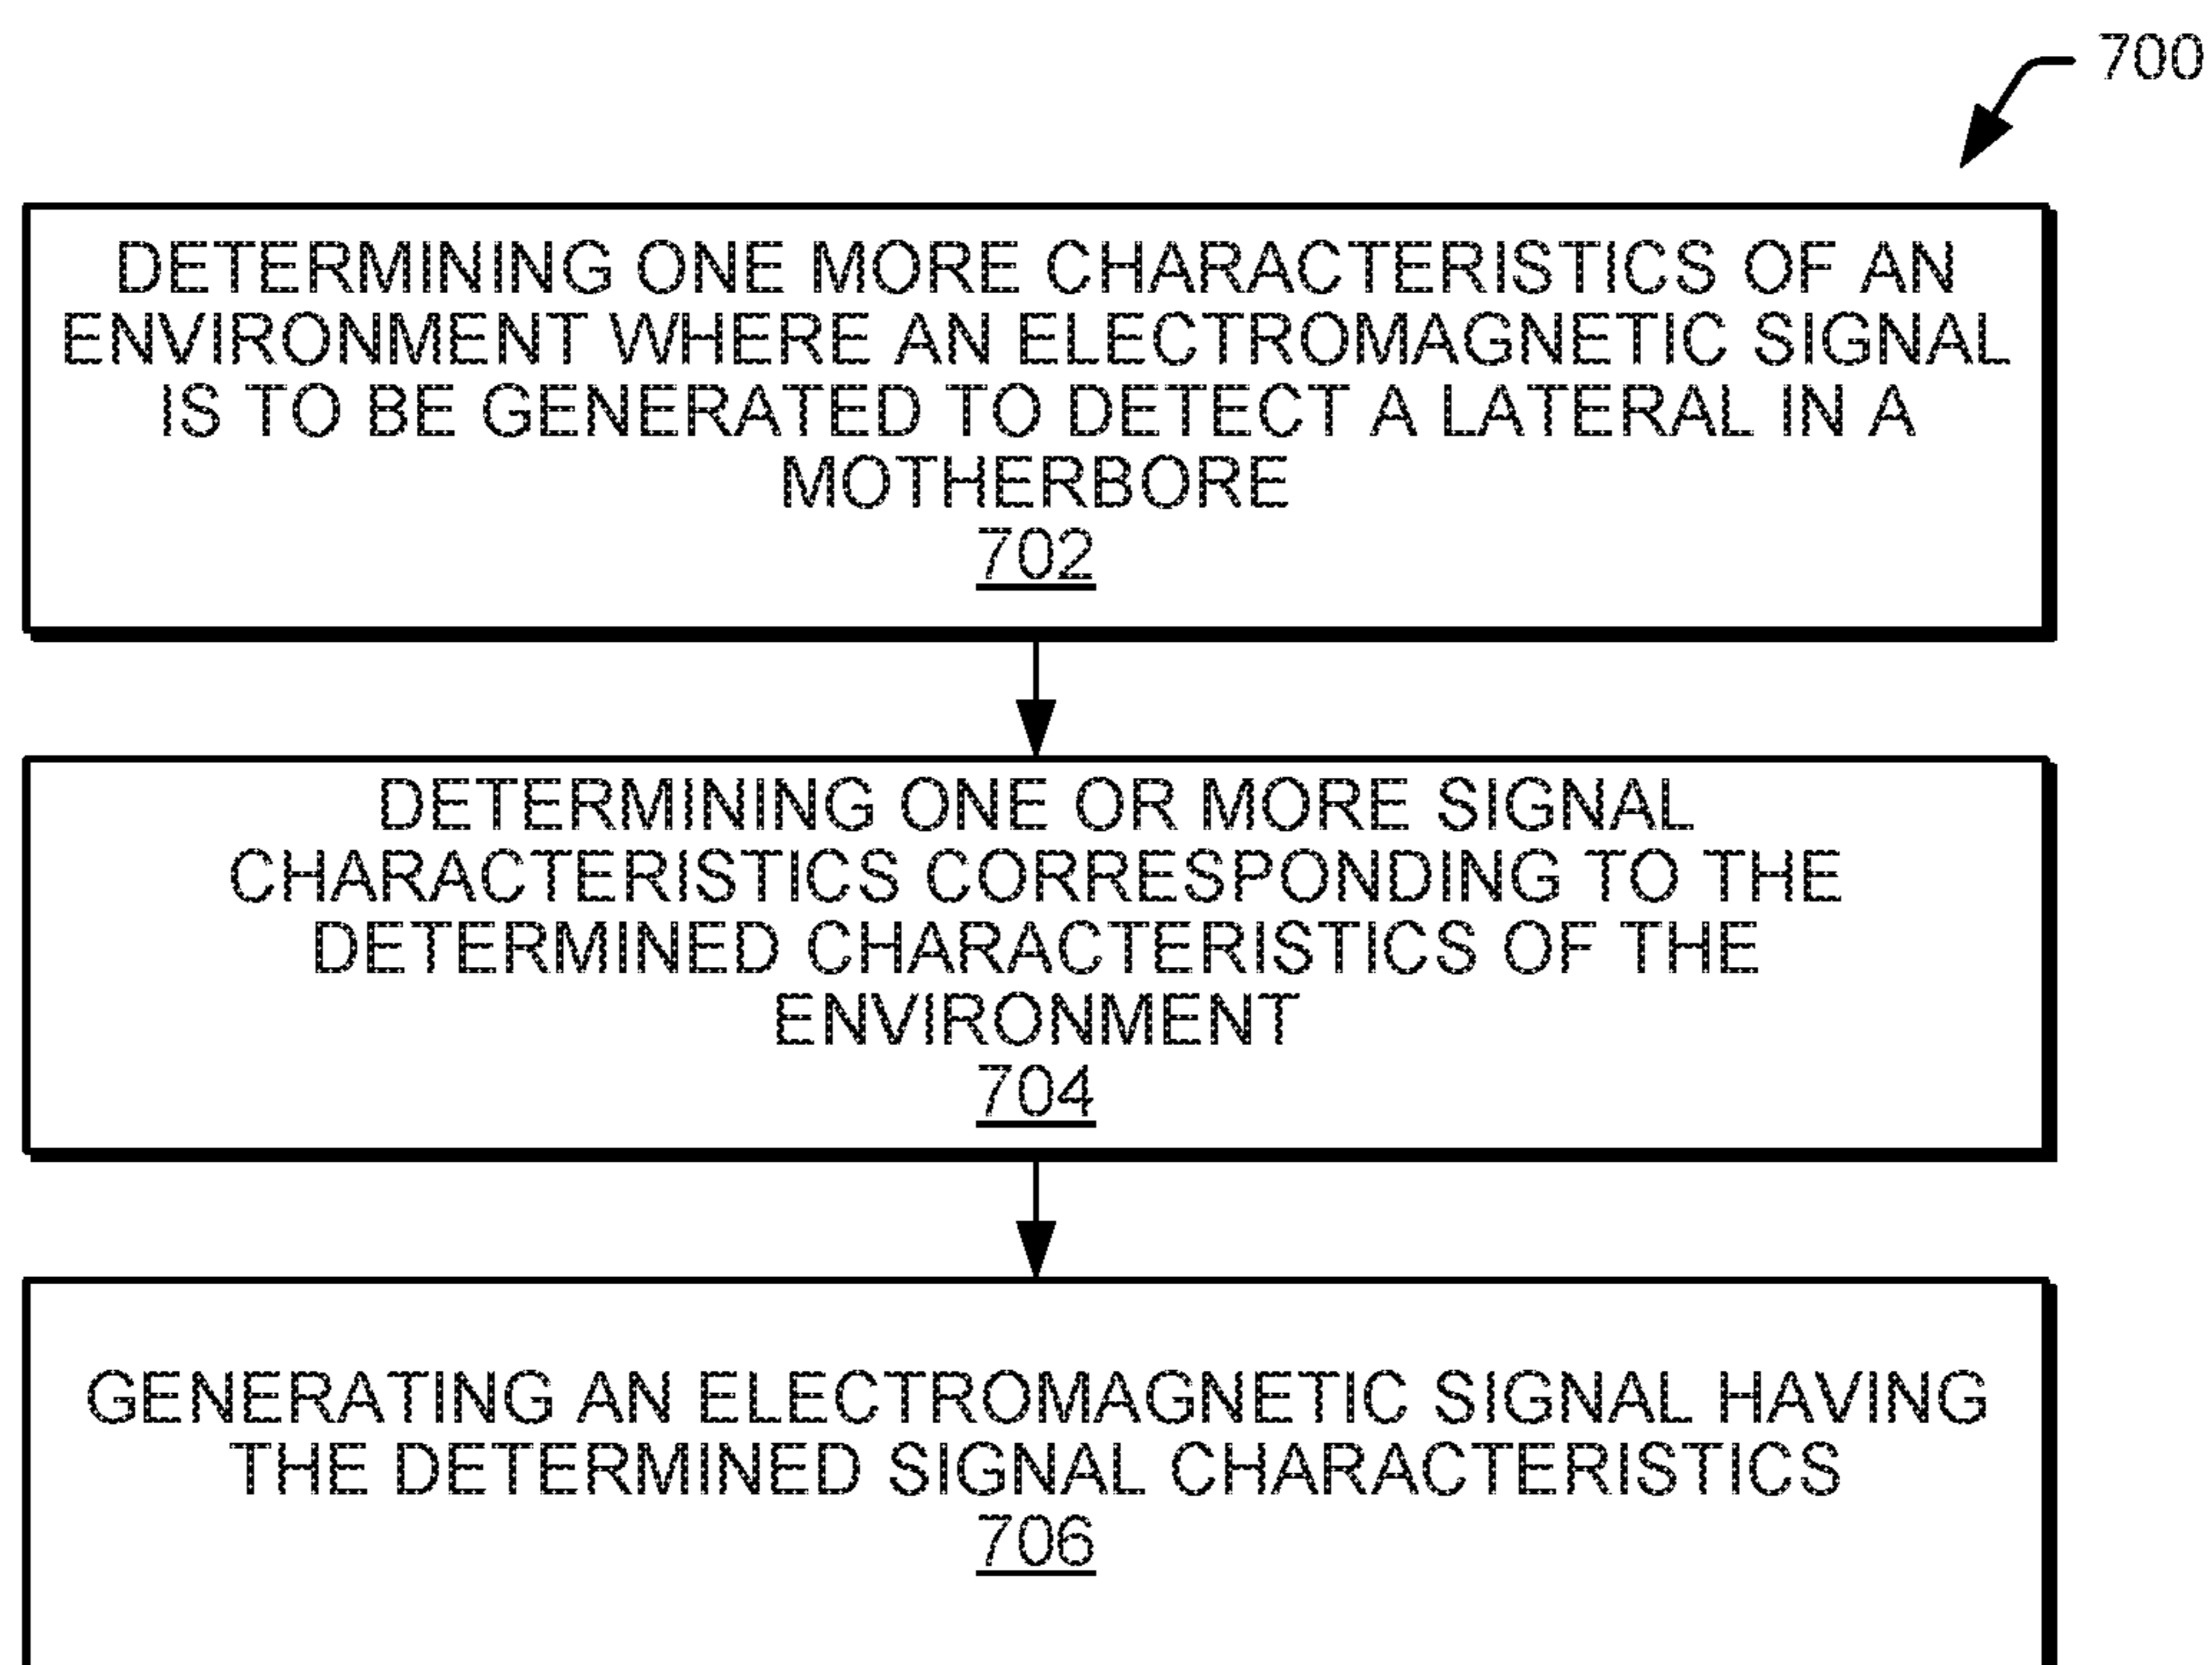 700
DETERMINING ONE MORE CHARACTERISTICS OF AN
ENVIRONMENT WHERE AN ELECTROMAGNETIC SIGNAL
IS TO BE GENERATED TO DETECT A LATERAL IN A
MOTHERBORE
702
DETERMINING ONE OR MORE SIGNAL
CHARACTERISTICS CORRESPONDING TO THE
DETERMINED CHARACTERISTICS OF THE
ENVIRONMENT
704
GENERATING AN ELECTROMAGNETIC SIGNAL HAVING
THE DETERMINED SIGNAL CHARACTERISTICS
706